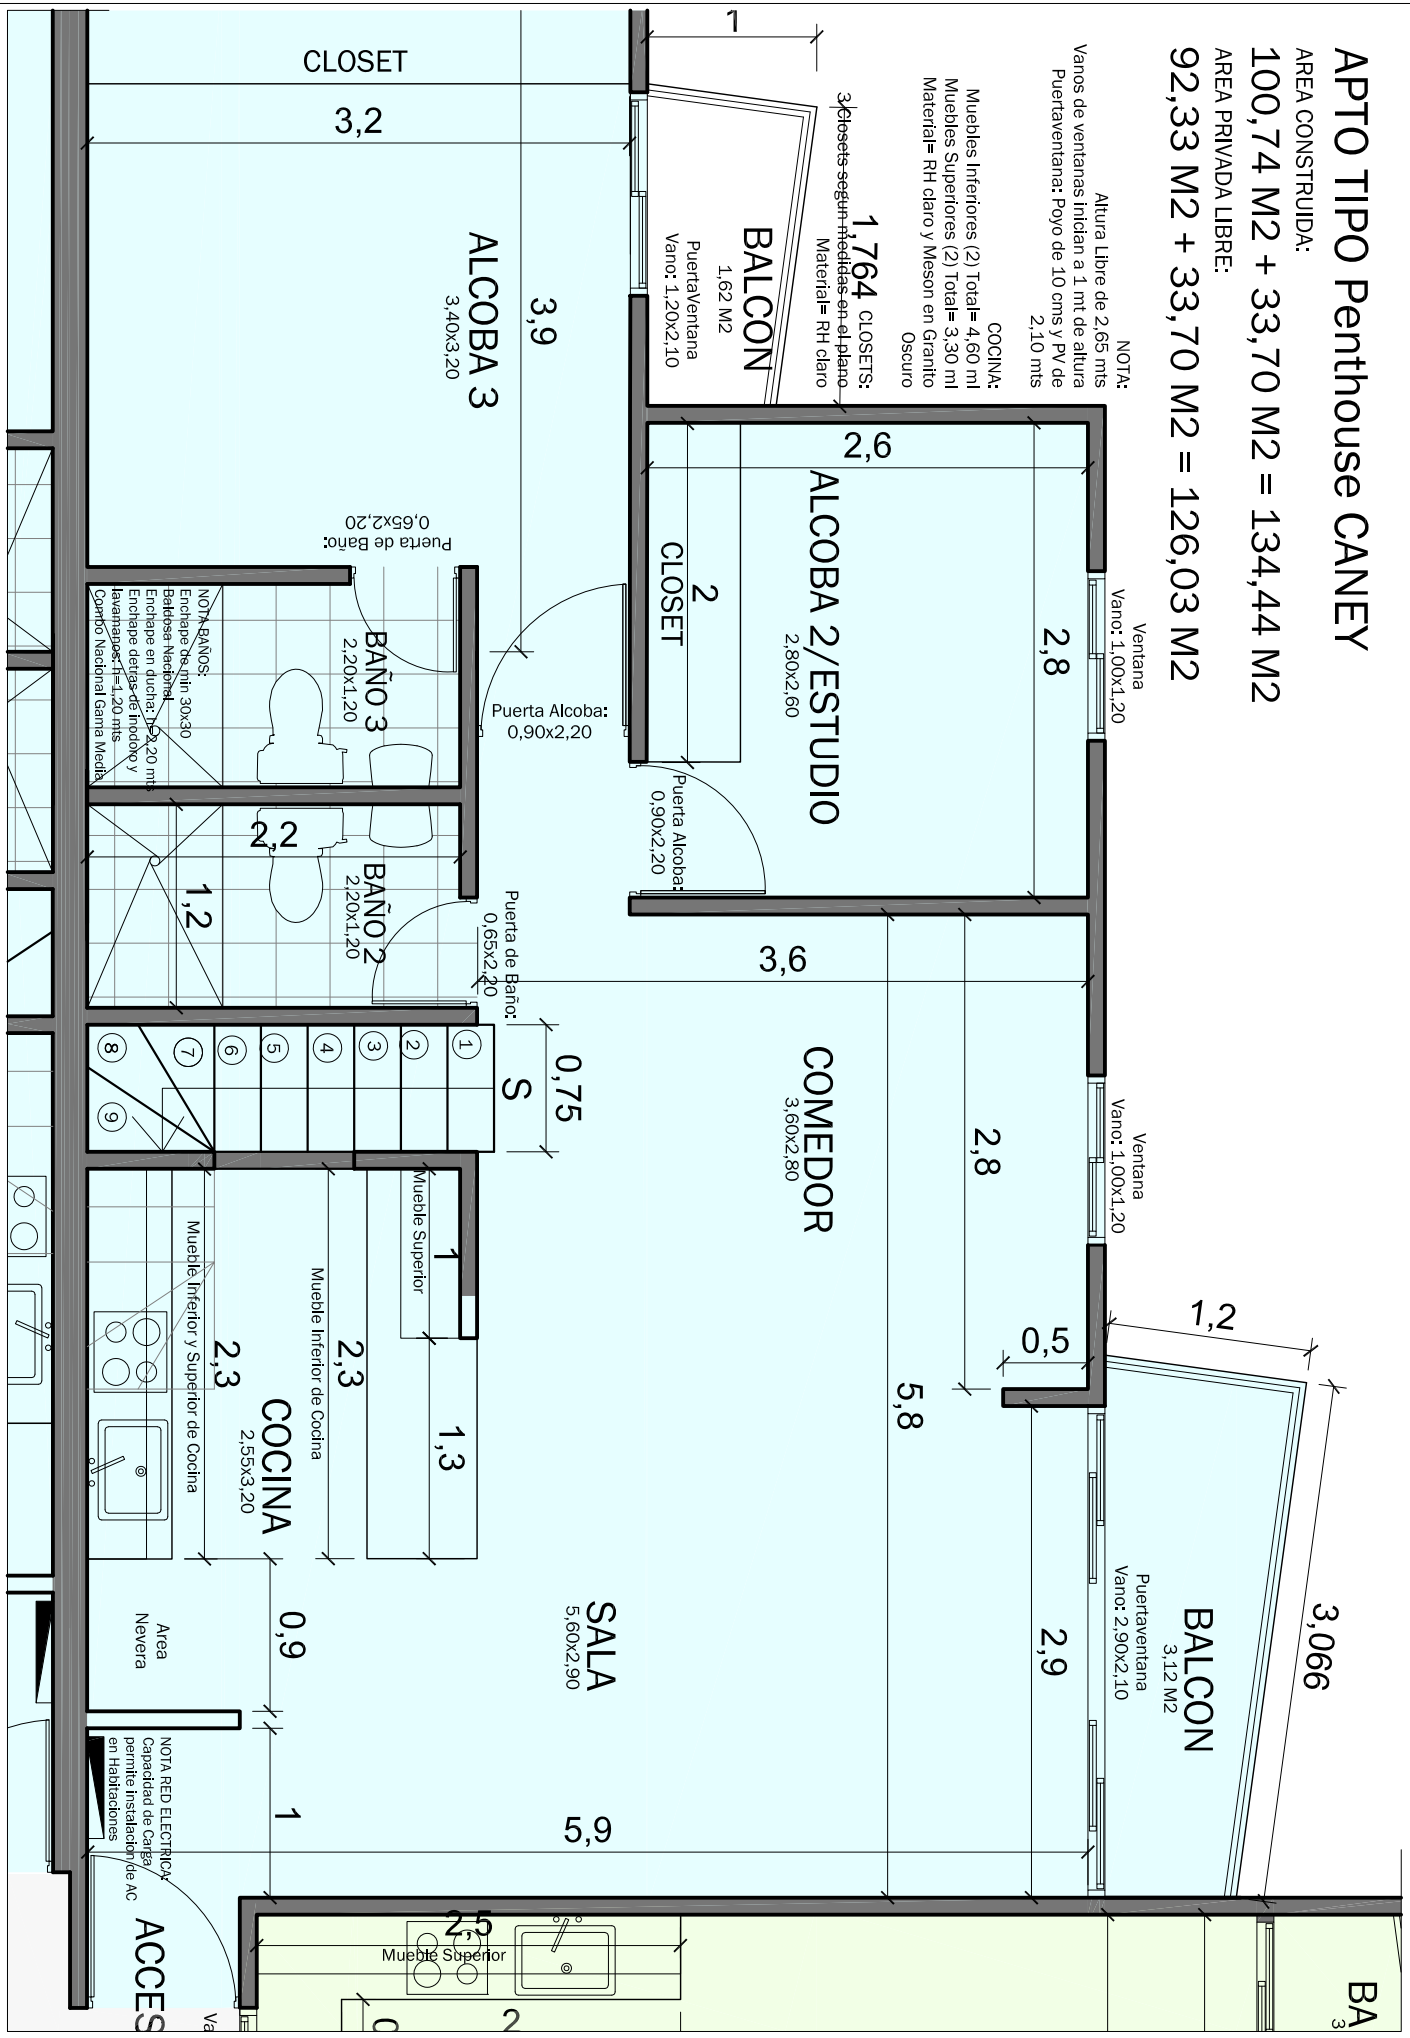 APTO TIPO Penthouse CANEY
AREA CONSTRUIDA:
100,74 M2 + 33,70 M2 = 134,44 M2
AREA PRIVADA LIBRE:
92,33 M2 + 33,70 M2 = 126,03 M2
NOTA:
Altura Libre de 2,65 mts
Vanos de ventanas inician a 1 mt de altura
Puertaventana: Poyo de 10 cms y PV de
2,10 mts
COCINA:
Muebles Inferiores (2) Total= 4,60 ml
Muebles Superiores (2) Total= 3,30 ml
Material= RH claro y Meson en Granito
Oscuro
CLOSETS:
3 Closets segun medidas en el plano
Material= RH claro
1,764
1
BALCON
1,62 M2
PuertaVentana
Vano: 1,20x2,10
CLOSET
3,2
3,9
ALCOBA 3
3,40x3,20
2,6
ALCOBA 2/ESTUDIO
2,80x2,60
2,8
2
CLOSET
Ventana
Vano: 1,00x1,20
Puerta de Baño:
0,65x2,20
BAÑO 3
2,20x1,20
NOTA BAÑOS:
Enchape de min 30x30
Baldosa Nacional
Enchape en ducha: h=2,20 mts
Enchape detras de inodoro y
lavamanos: h=1,20 mts
Combo Nacional Gama Media
Puerta Alcoba:
0,90x2,20
Puerta Alcoba:
0,90x2,20
2,2
1,2
BAÑO 2
2,20x1,20
Puerta de Baño:
0,65x2,20
3,6
COMEDOR
3,60x2,80
2,8
Ventana
Vano: 1,00x1,20
0,75
S
1
2
3
4
5
6
7
8
9
Mueble Superior
1
1,3
Mueble Inferior de Cocina
2,3
Mueble Inferior y Superior de Cocina
2,3
COCINA
2,55x3,20
0,5
5,8
1,2
3,066
BALCON
3,12 M2
Puertaventana
Vano: 2,90x2,10
2,9
SALA
5,60x2,90
0,9
Area
Nevera
1
5,9
NOTA RED ELECTRICA:
Capacidad de Carga
permite instalacion de AC
en Habitaciones
ACCES
Va
2,5
Mueble Superior
2
0
BA
3